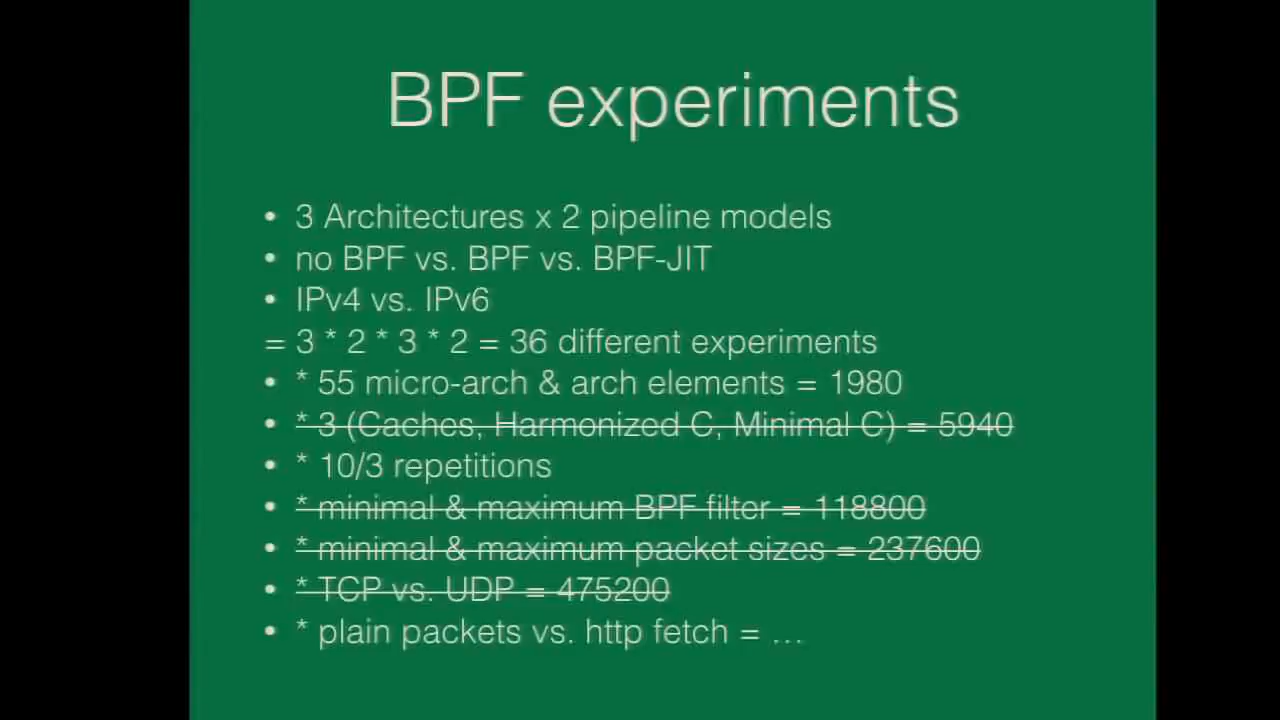 BPF experiments
• 3 Architectures x 2 pipeline models
• no BPF vs. BPF vs. BPF-JIT
• IPv4 vs. IPv6
= 3 * 2 * 3 * 2 = 36 different experiments
• * 55 micro-arch & arch elements = 1980
• * 3 (Caches, Harmonized C, Minimal C) = 5940
• * 10/3 repetitions
• * minimal & maximum BPF filter = 118800
• * minimal & maximum packet sizes = 237600
• * TCP vs. UDP = 475200
• * plain packets vs. http fetch = …